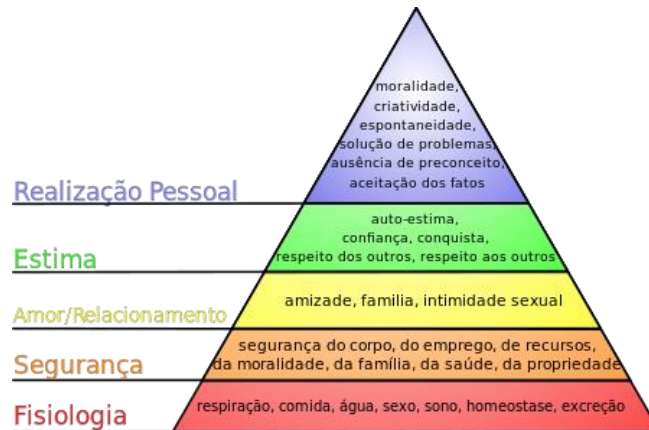 moralidade,
criatividade,
espontaneidade,
solução de problemas,
ausência de preconceito,
aceitação dos fatos
Realização Pessoal
auto-estima,
confiança, conquista,
respeito dos outros, respeito aos outros
Estima
amizade, familia, intimidade sexual
Amor/Relacionamento
segurança do corpo, do emprego, de recursos,
da moralidade, da família, da saúde, da propriedade
Segurança
respiração, comida, água, sexo, sono, homeostase, excreção
Fisiologia